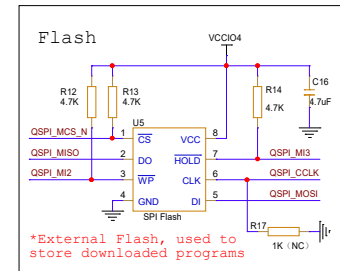 Flash
VCCIO4
R12
4.7K
R13
4.7K
R14
4.7K
C16
4.7uF
U5
QSPI_MCS_N
1
CS
VCC
8
QSPI_MISO
2
DO
HOLD
7
QSPI_MI3
QSPI_MI2
3
WP
CLK
6
QSPI_CCLK
4
GND
DI
5
QSPI_MOSI
SPI Flash
R17
1K（NC）
*External Flash, used to
store downloaded programs